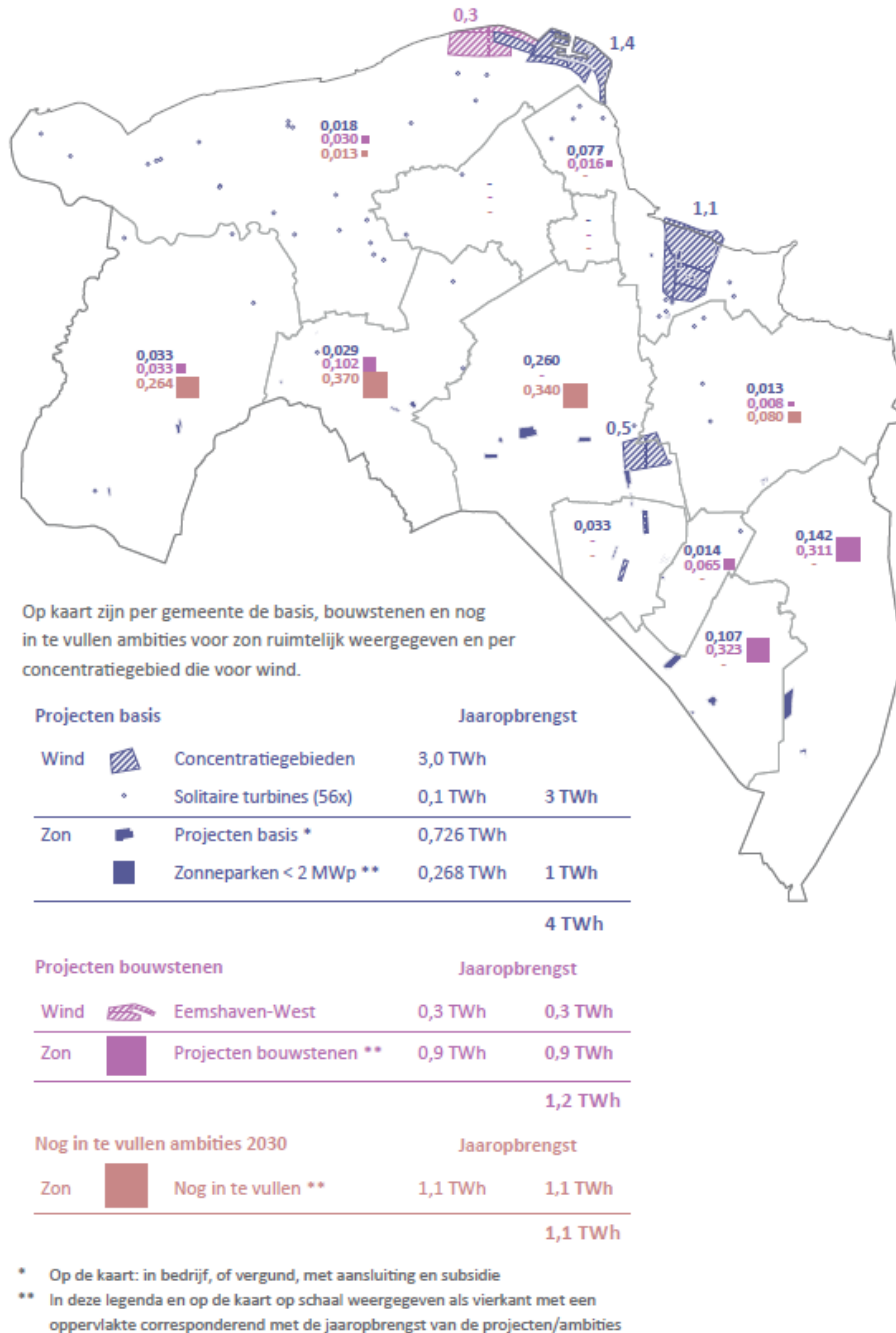 0,3
1,4
0,018
0,030
0,013
0,077
0,016
-
-
-
-
-
-
-
1,1
0,033
0,033
0,264
0,029
0,102
0,370
0,260
-
0,340
0,013
0,008
0,080
0,5*
0,033
-
-
0,014
0,065
-
0,142
0,311
-
0,107
0,323
-
Op kaart zijn per gemeente de basis, bouwstenen en nog
in te vullen ambities voor zon ruimtelijk weergegeven en per
concentratiegebied die voor wind.
Projecten basis Jaaropbrengst
Wind Concentratiegebieden 3,0 TWh
Solitaire turbines (56x) 0,1 TWh 3 TWh
Zon Projecten basis * 0,726 TWh
Zonneparken < 2 MWp ** 0,268 TWh 1 TWh
4 TWh
Projecten bouwstenen Jaaropbrengst
Wind Eemshaven-West 0,3 TWh 0,3 TWh
Zon Projecten bouwstenen ** 0,9 TWh 0,9 TWh
1,2 TWh
Nog in te vullen ambities 2030 Jaaropbrengst
Zon Nog in te vullen ** 1,1 TWh 1,1 TWh
1,1 TWh
* Op de kaart: in bedrijf, of vergund, met aansluiting en subsidie
** In deze legenda en op de kaart op schaal weergegeven als vierkant met een
oppervlakte corresponderend met de jaaropbrengst van de projecten/ambities